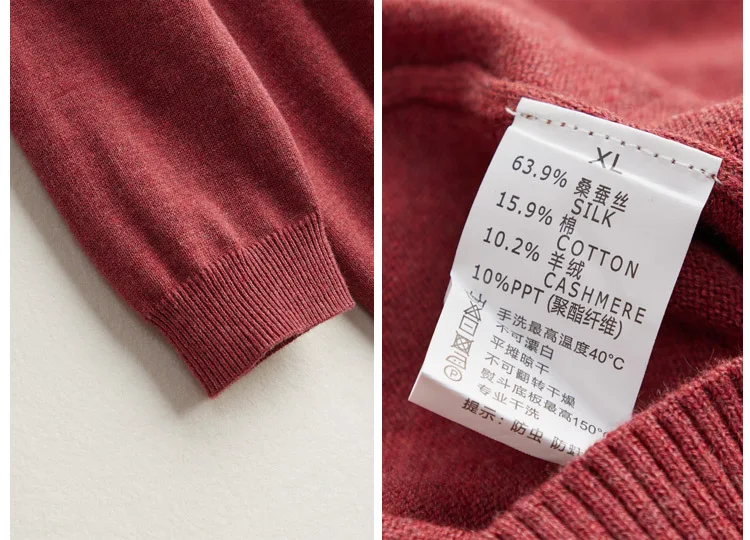 XL
63.9% 桑蚕丝
SILK
15.9% 棉
COTTON
10.2% 羊绒
CASHMERE
10%PPT (聚酯纤维)
手洗最高温度40°C
不可漂白
平摊晾干
不可翻转干燥
熨斗底板最高150°
专业干洗
提示：防虫 防